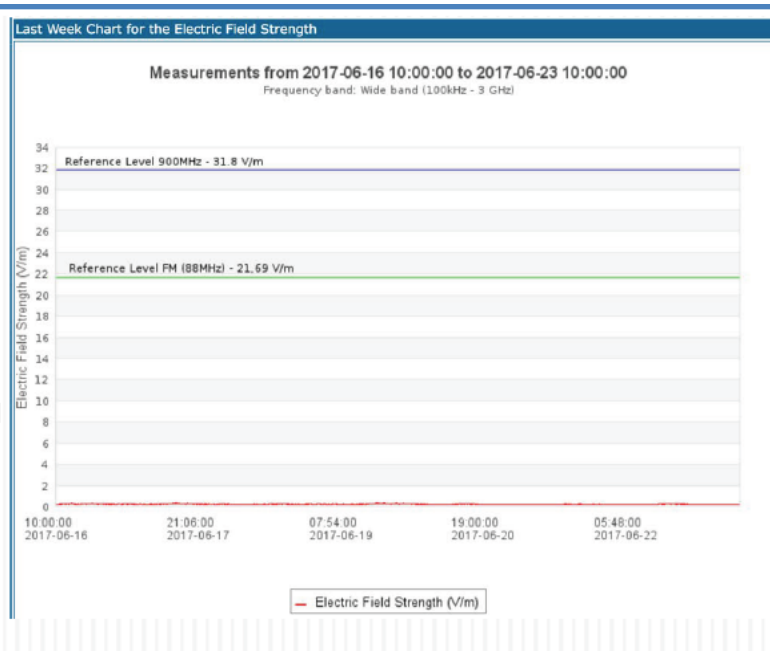 Last Week Chart for the Electric Field Strength
Measurements from 2017-06-16 10:00:00 to 2017-06-23 10:00:00
Frequency band: Wide band (100kHz - 3 GHz)
34
Reference Level 900MHz - 31.8 V/m
32
30
28
26
24
Reference Level FM (88MHz) - 21,69 V/m
22
20
18
16
14
12
10
8
6
4
2
0
Electric Field Strength (V/m)
10:00:00 21:06:00 07:54:00 19:00:00 05:48:00
2017-06-16 2017-06-17 2017-06-19 2017-06-20 2017-06-22
Electric Field Strength (V/m)